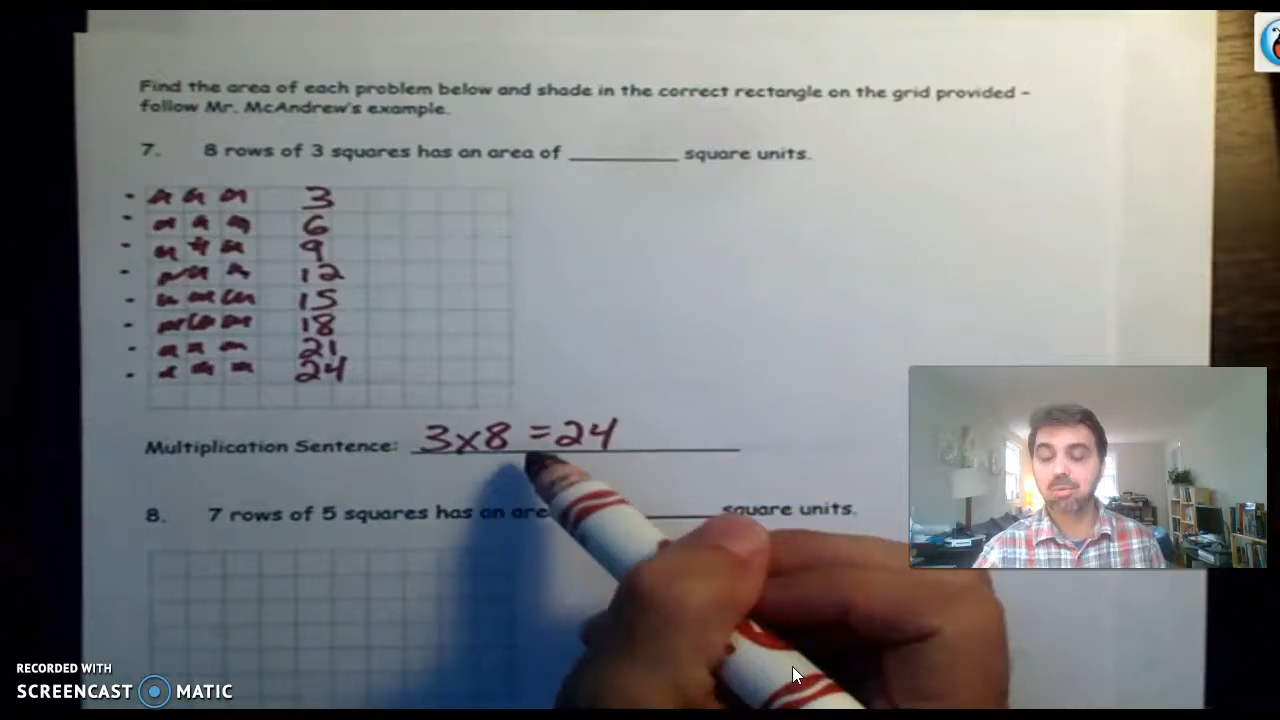 Find the area of each problem below and shade in the correct rectangle on the grid provided –
follow Mr. McAndrew's example.
7. 8 rows of 3 squares has an area of ________ square units.
3
6
9
12
15
18
21
24
Multiplication Sentence: 3x8 = 24
8. 7 rows of 5 squares has an are ________ square units.
RECORDED WITH
SCREENCAST MATIC